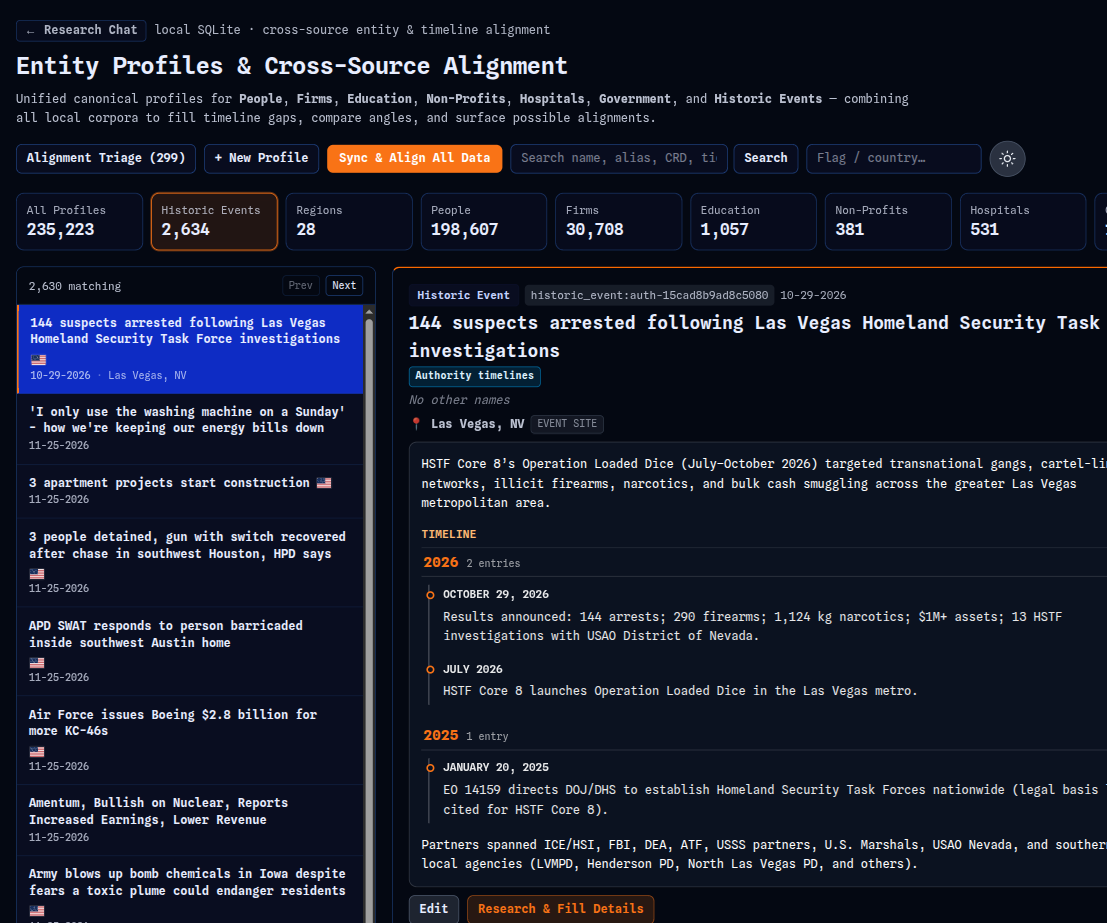 ← Research Chat local SQLite · cross-source entity & timeline alignment
Entity Profiles & Cross-Source Alignment
Unified canonical profiles for People, Firms, Education, Non-Profits, Hospitals, Government, and Historic Events — combining
all local corpora to fill timeline gaps, compare angles, and surface possible alignments.
Alignment Triage (299) + New Profile Sync & Align All Data Search name, alias, CRD, Search Flag / country…
All Profiles Historic Events Regions People Firms Education Non-Profits Hospitals
235,223 2,634 28 198,607 30,708 1,057 381 531
2,630 matching Prev Next
144 suspects arrested following Las Vegas
Homeland Security Task Force investigations
10-29-2026 · Las Vegas, NV
'I only use the washing machine on a Sunday'
- how we're keeping our energy bills down
11-25-2026
3 apartment projects start construction
11-25-2026
3 people detained, gun with switch recovered
after chase in southwest Houston, HPD says
11-25-2026
APD SWAT responds to person barricaded
inside southwest Austin home
11-25-2026
Air Force issues Boeing $2.8 billion for
more KC-46s
11-25-2026
Amentum, Bullish on Nuclear, Reports
Increased Earnings, Lower Revenue
11-25-2026
Army blows up bomb chemicals in Iowa despite
fears a toxic plume could endanger residents
Historic Event historic_event:auth-15cad8b9ad8c5080 10-29-2026
144 suspects arrested following Las Vegas Homeland Security Task
investigations
Authority timelines
No other names
Las Vegas, NV EVENT SITE
HSTF Core 8's Operation Loaded Dice (July–October 2026) targeted transnational gangs,
networks, illicit firearms, narcotics, and bulk cash smuggling across the greater Las Vegas
metropolitan area.
TIMELINE
2026 2 entries
OCTOBER 29, 2026
Results announced: 144 arrests; 290 firearms; 1,124 kg narcotics; $1M+ assets; 13 HSTF
investigations with USAO District of Nevada.
JULY 2026
HSTF Core 8 launches Operation Loaded Dice in the Las Vegas metro.
2025 1 entry
JANUARY 20, 2025
EO 14159 directs DOJ/DHS to establish Homeland Security Task Forces nationwide (legal basis
cited for HSTF Core 8).
Partners spanned ICE/HSI, FBI, DEA, ATF, USSS partners, U.S. Marshals, USAO Nevada, and
local agencies (LVMPD, Henderson PD, North Las Vegas PD, and others).
Edit Research & Fill Details